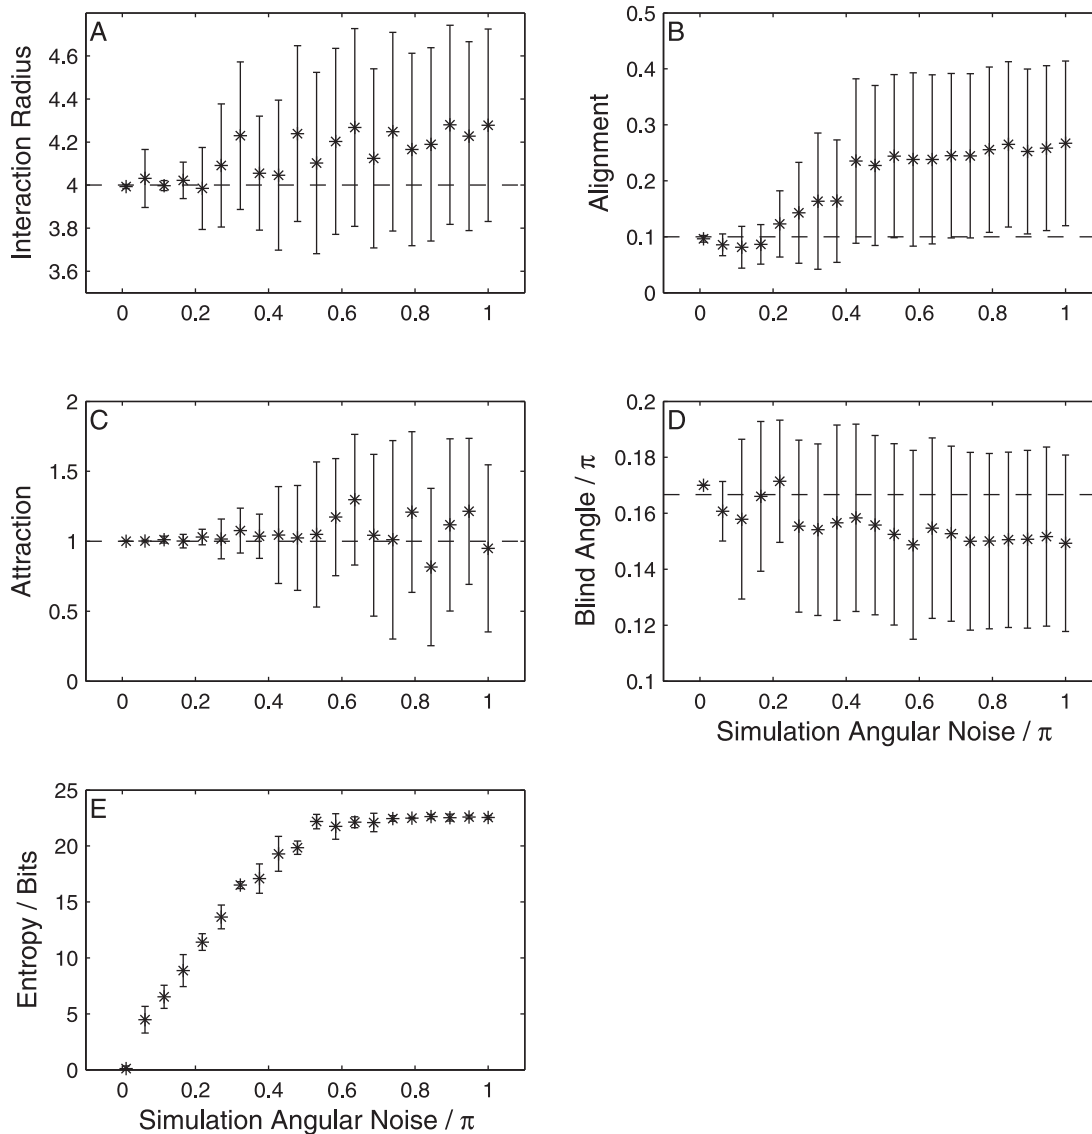 A
Interaction Radius
4.6
4.4
4.2
4
3.8
3.6
0 0.2 0.4 0.6 0.8 1
B
Alignment
0.5
0.4
0.3
0.2
0.1
0
0 0.2 0.4 0.6 0.8 1
C
Attraction
2
1.5
1
0.5
0
0 0.2 0.4 0.6 0.8 1
D
Blind Angle / π
0.2
0.18
0.16
0.14
0.12
0.1
0 0.2 0.4 0.6 0.8 1
Simulation Angular Noise / π
E
Entropy / Bits
25
20
15
10
5
0
0 0.2 0.4 0.6 0.8 1
Simulation Angular Noise / π